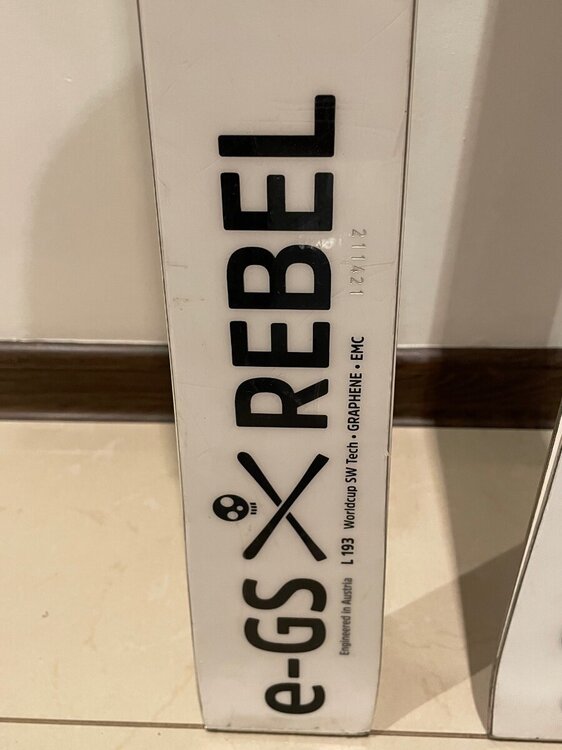 e-GS REBEL
Engineered in Austria L 193 Worldcup SW Tech • GRAPHENE • EMC
211421